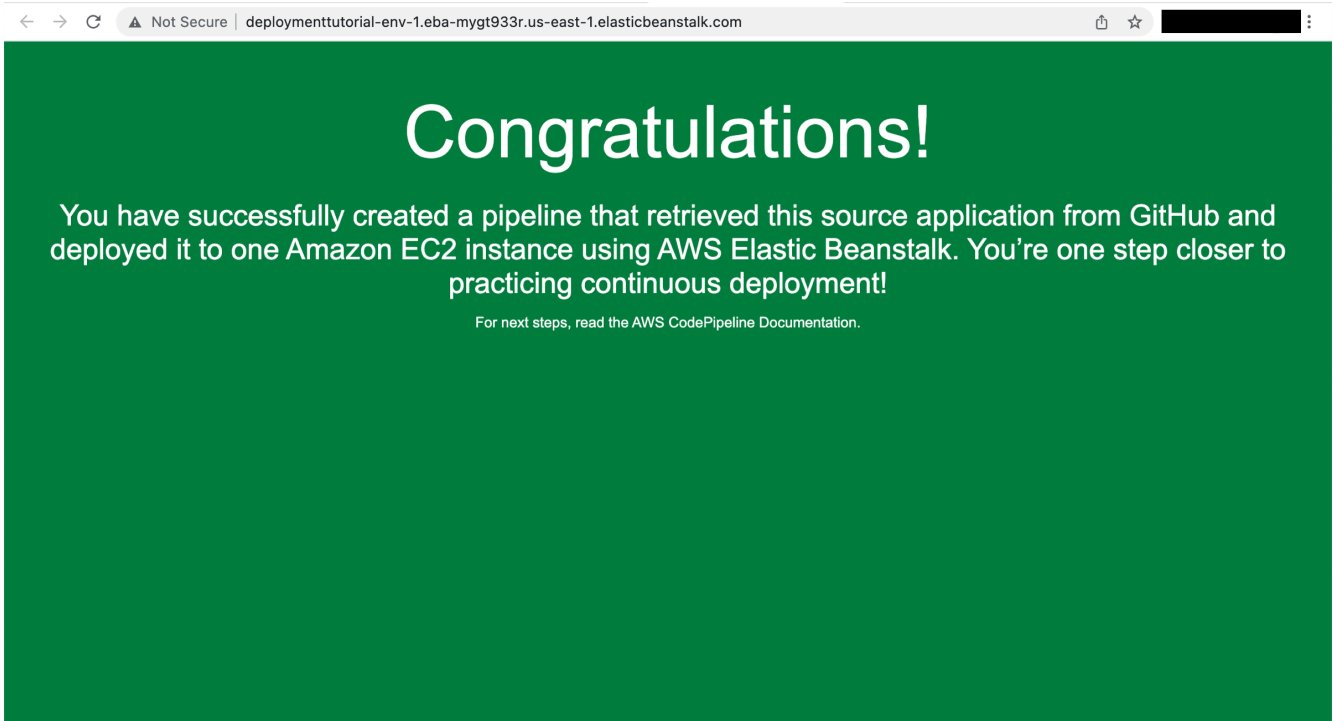 Not Secure deploymenttutorial-env-1.eba-mygt933r.us-east-1.elasticbeanstalk.com
Congratulations!
You have successfully created a pipeline that retrieved this source application from GitHub and
deployed it to one Amazon EC2 instance using AWS Elastic Beanstalk. You’re one step closer to
practicing continuous deployment!
For next steps, read the AWS CodePipeline Documentation.